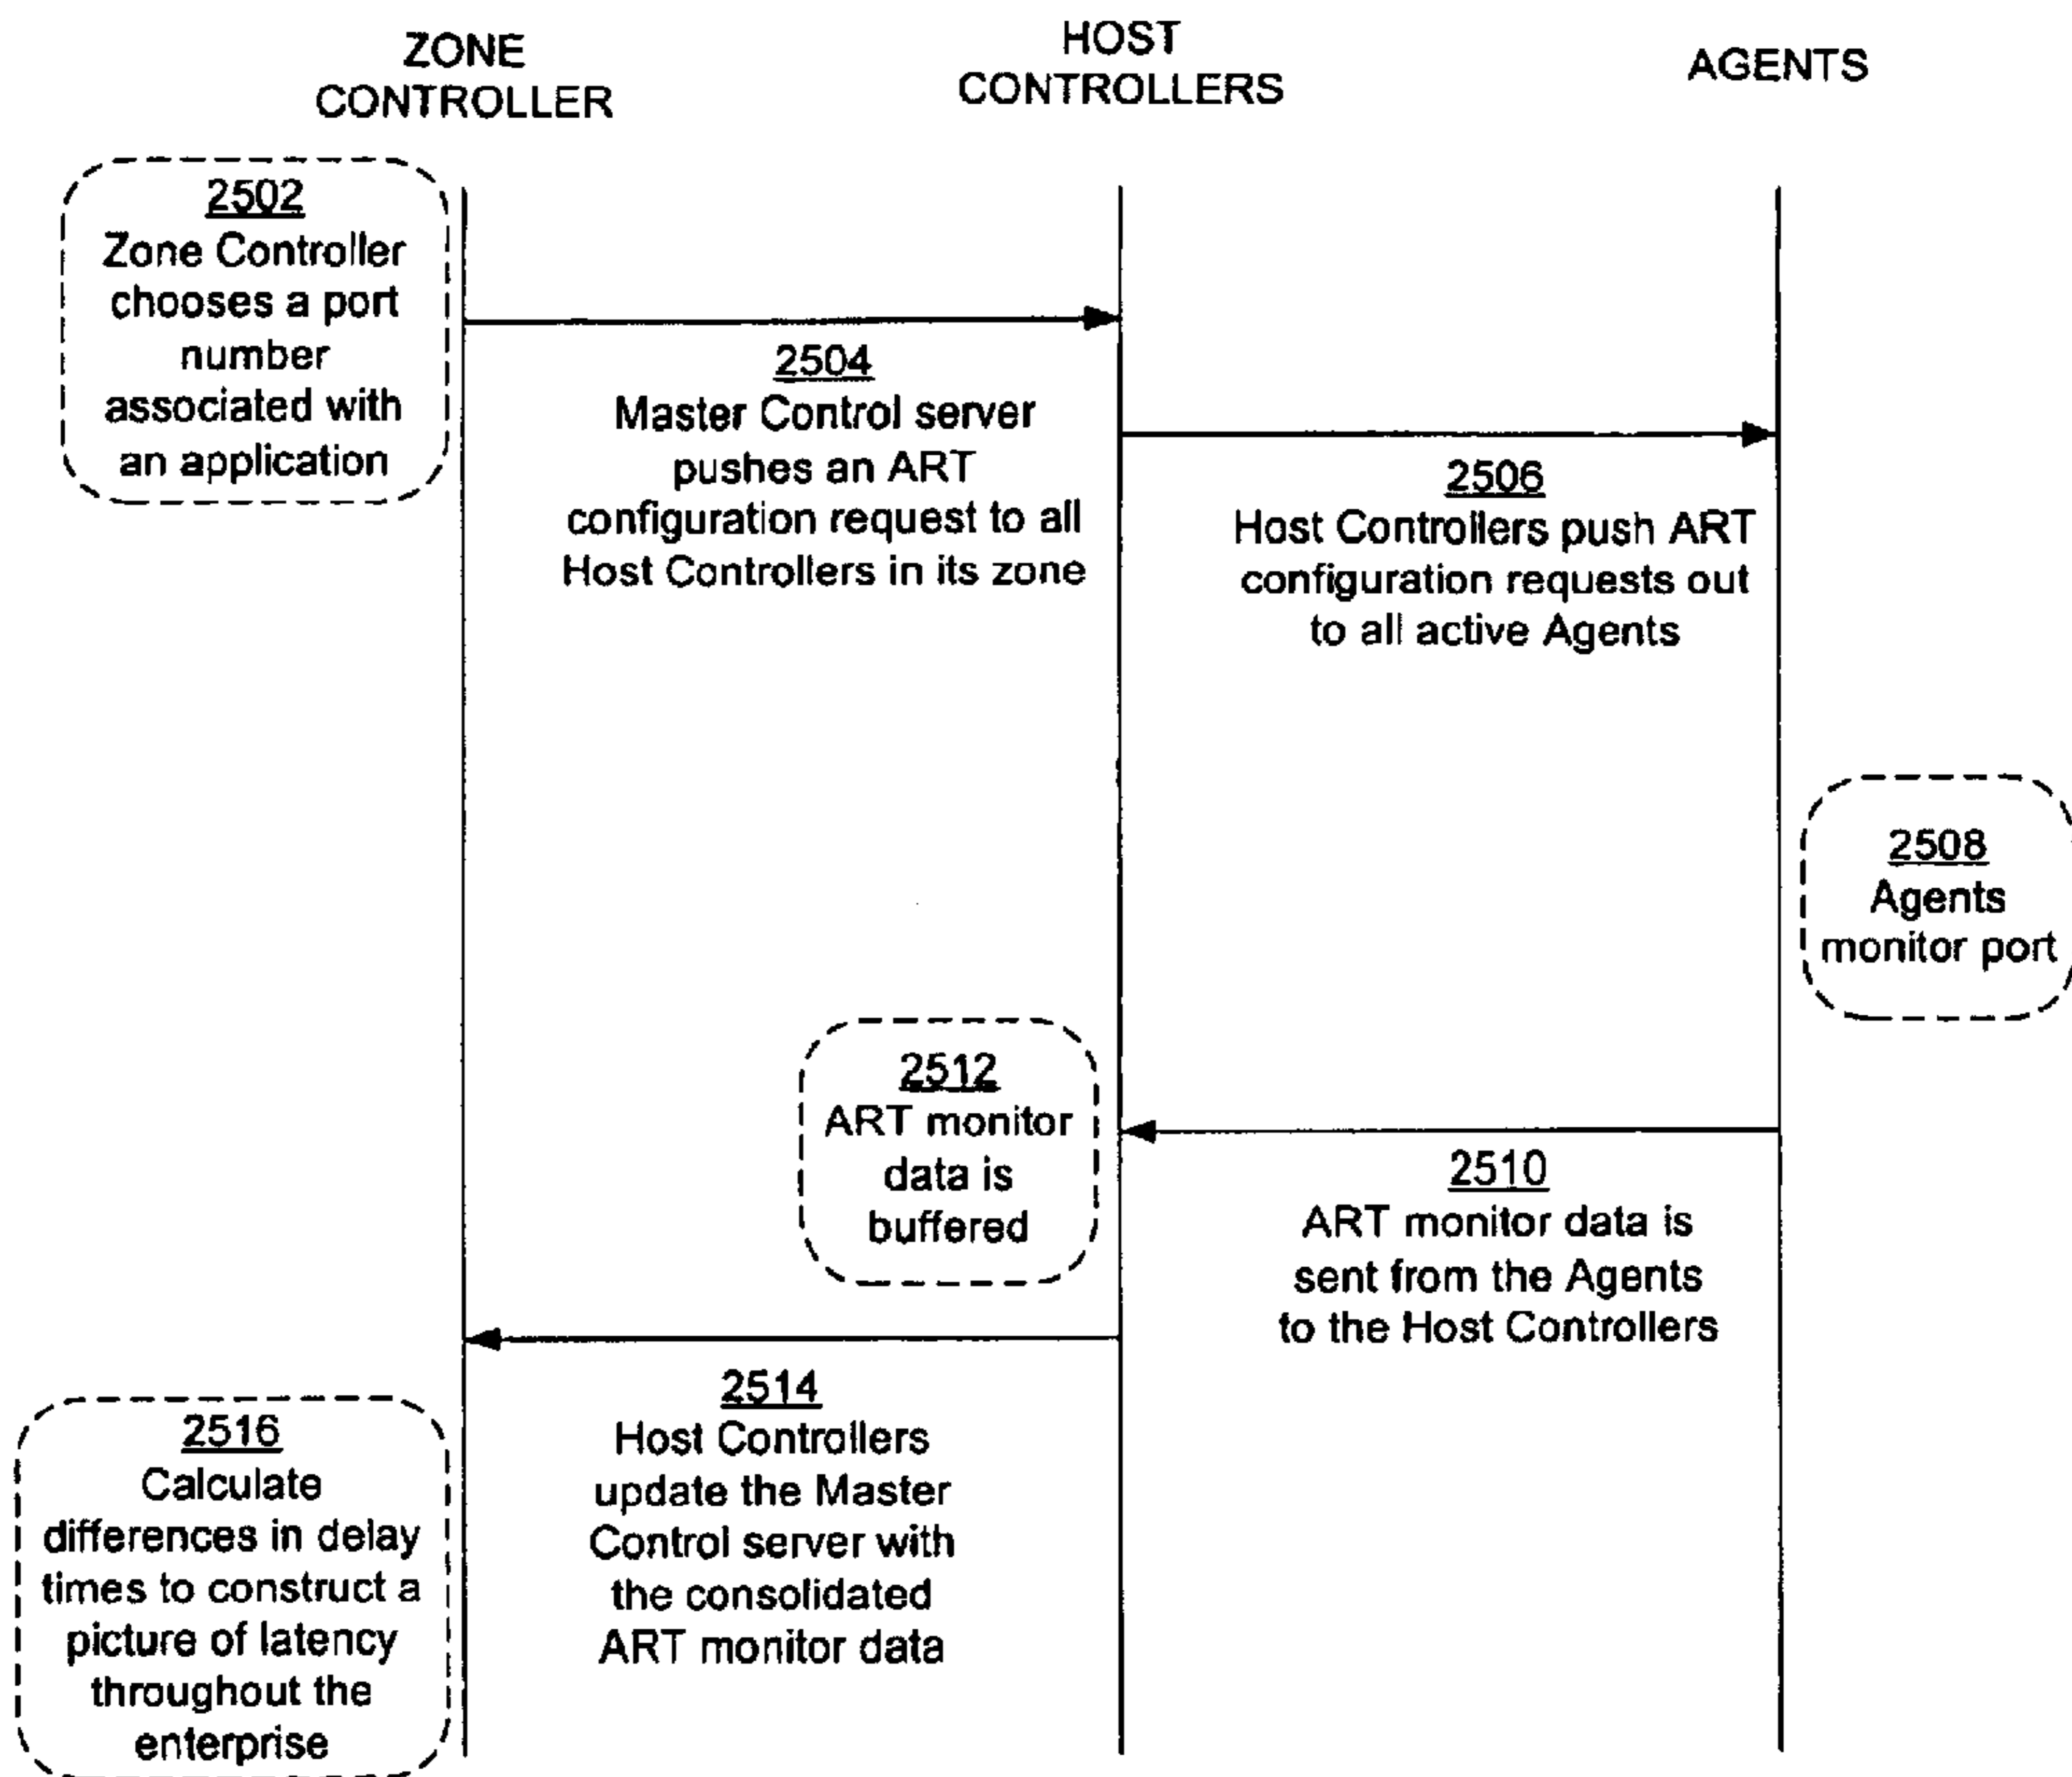 ZONE
CONTROLLER
HOST
CONTROLLERS
AGENTS
2502
Zone Controller
chooses a port
number
associated with
an application
2504
Master Control server
pushes an ART
configuration request to all
Host Controllers in its zone
2506
Host Controllers push ART
configuration requests out
to all active Agents
2508
Agents
monitor port
2512
ART monitor
data is
buffered
2510
ART monitor data is
sent from the Agents
to the Host Controllers
2514
Host Controllers
update the Master
Control server with
the consolidated
ART monitor data
2516
Calculate
differences in delay
times to construct a
picture of latency
throughout the
enterprise